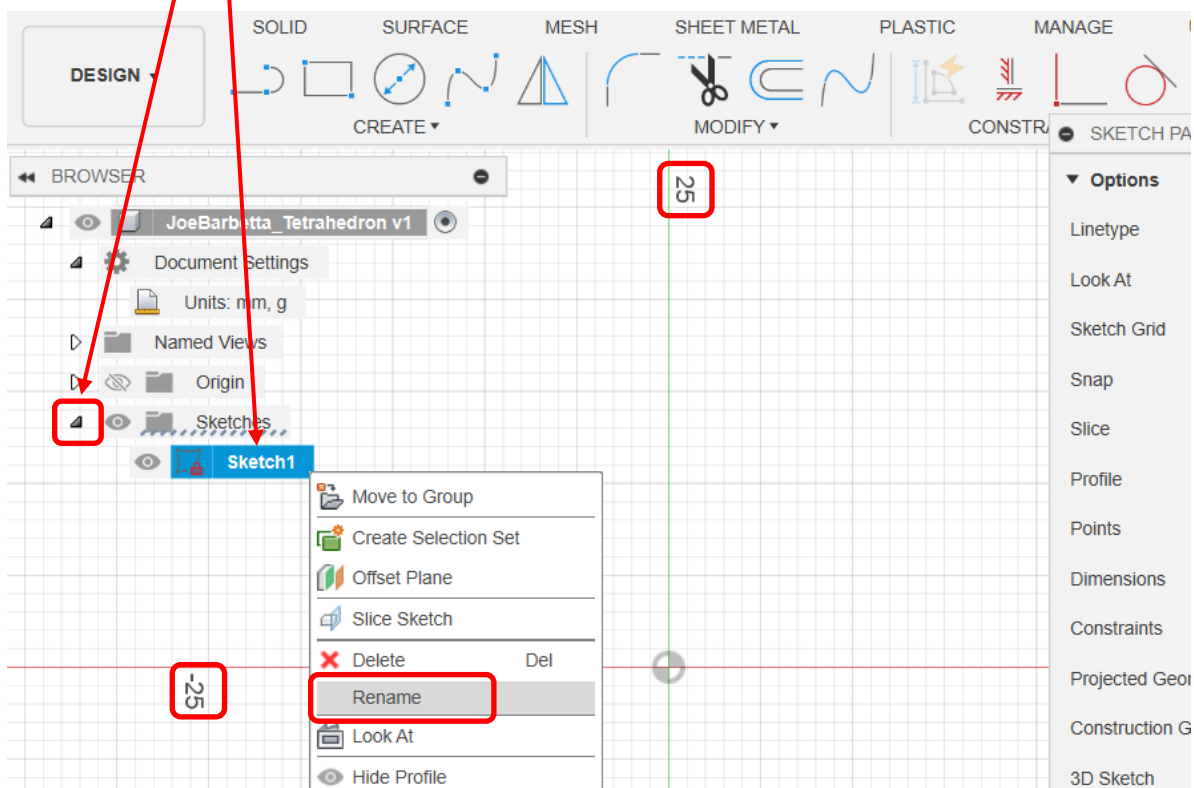 SOLID SURFACE MESH SHEET METAL PLASTIC MANAGE
DESIGN
CREATE MODIFY CONSTRA
SKETCH PA
BROWSER
25
Options
JoeBarbetta_Tetrahedron v1
Linetype
Document Settings
Look At
Units: mm, g
Sketch Grid
Named Views
Origin
Snap
Sketches
Slice
Sketch1
Profile
Move to Group
Points
Create Selection Set
Offset Plane
Dimensions
Slice Sketch
Constraints
Delete Del
-25
Rename
Projected Geor
Look At
Construction G
Hide Profile
3D Sketch